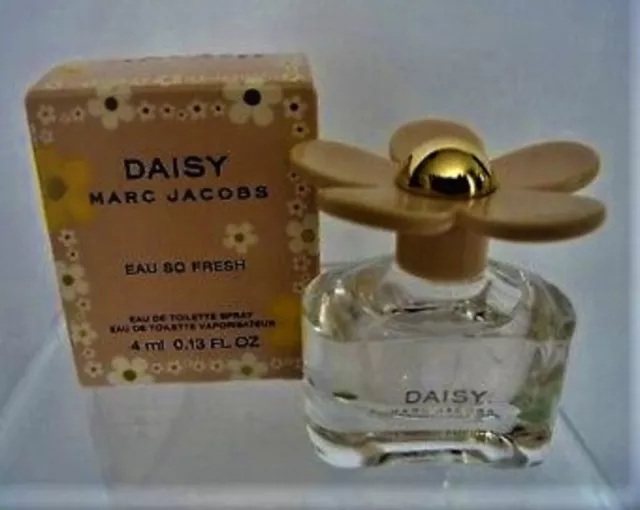 DAISY
MARC JACOBS
EAU SO FRESH
EAU DE TOILETTE SPRAY
EAU DE TOILETTE VAPORISATEUR
4 ml 0.13 FL. OZ
DAISY
MARC JACOBS